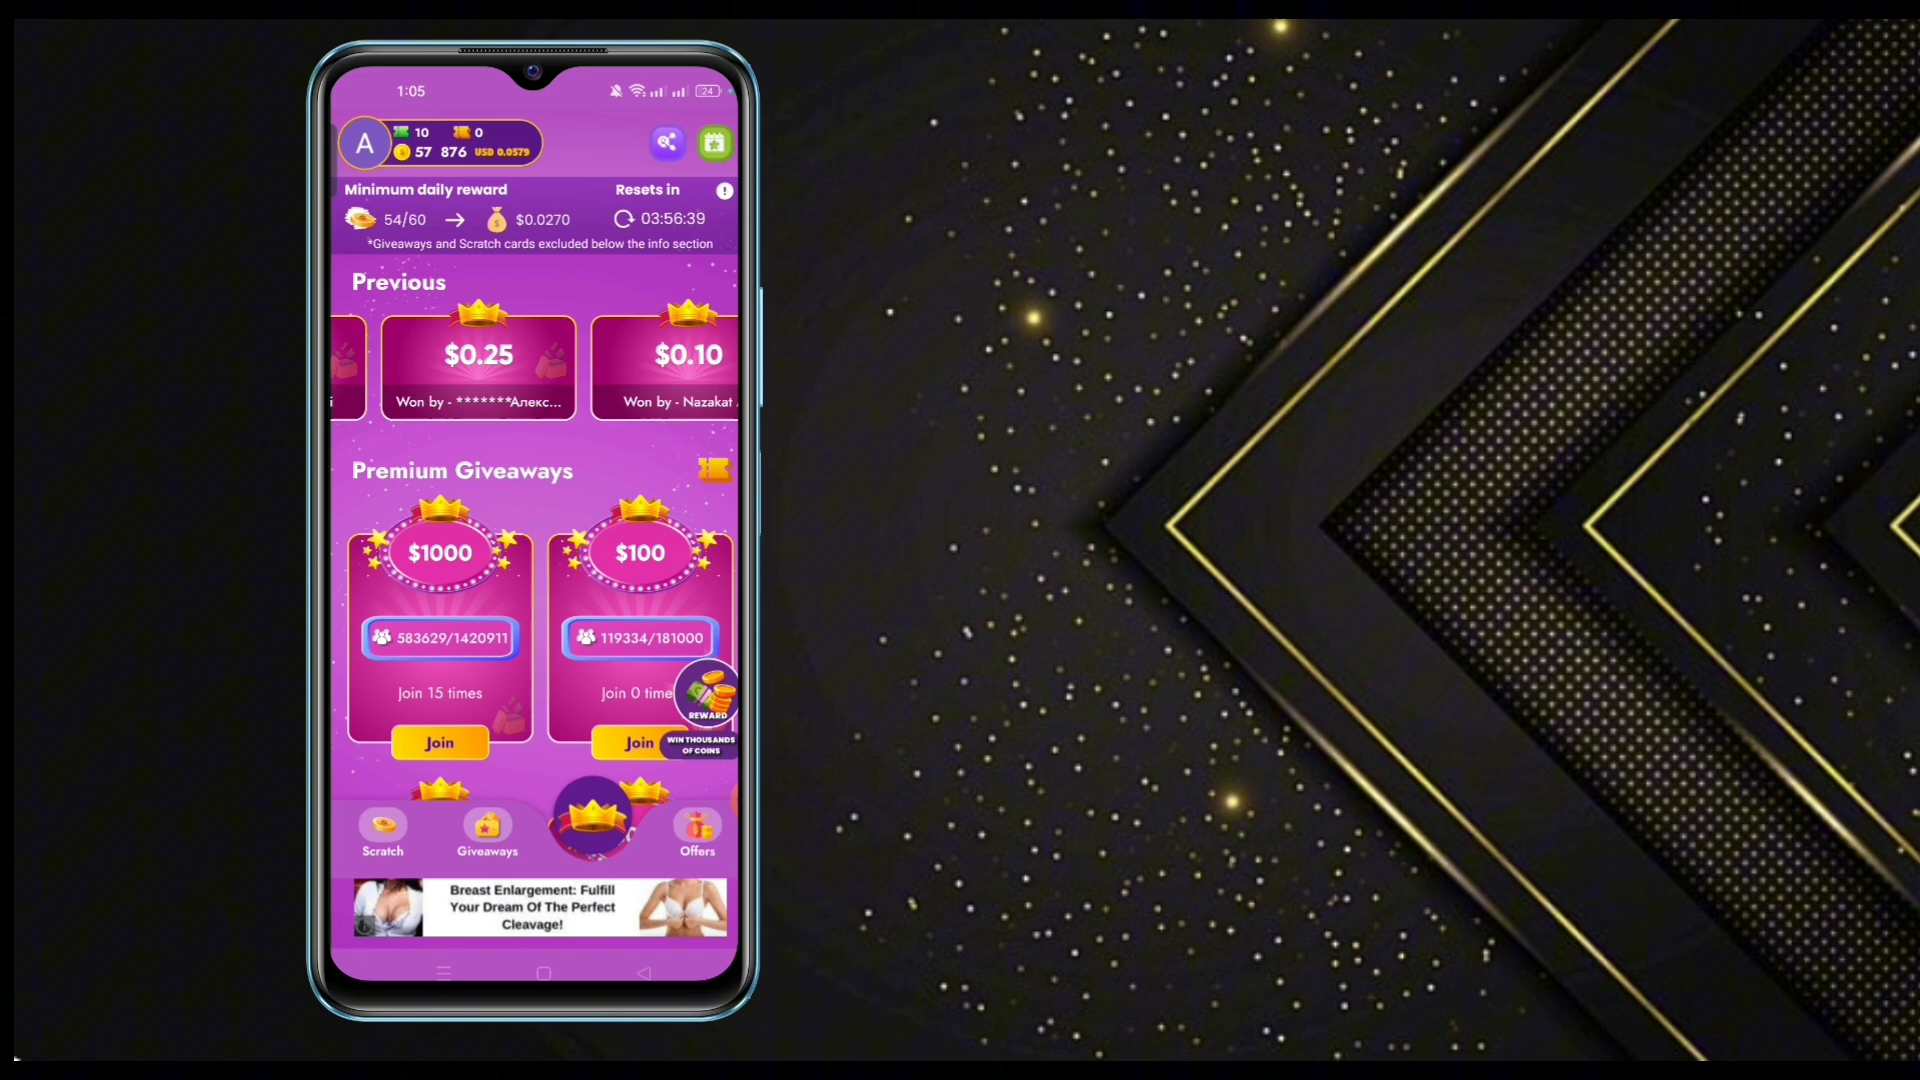 1:05
24
A
10 0
57 876 USD 0.0579
Minimum daily reward
Resets in
54/60 → $0.0270
03:56:39
*Giveaways and Scratch cards excluded below the info section
Previous
$0.25
$0.10
i
Won by - *******Алекс...
Won by - Nazakat
Premium Giveaways
$1000
$100
583629/1420911
119334/181000
Join 15 times
Join 0 time
REWARD
Join
Join
WIN THOUSANDS
OF COINS
Scratch
Giveaways
Offers
Breast Enlargement: Fulfill
Your Dream Of The Perfect
Cleavage!